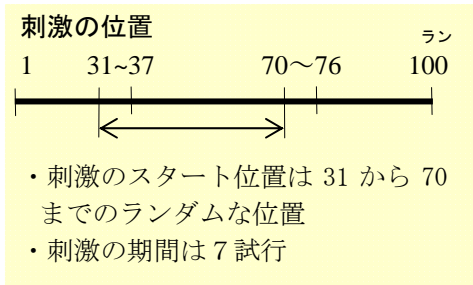 刺激の位置
ラン
1 31~37 70～76 100
・刺激のスタート位置は 31 から 70
までのランダムな位置
・刺激の期間は７試行